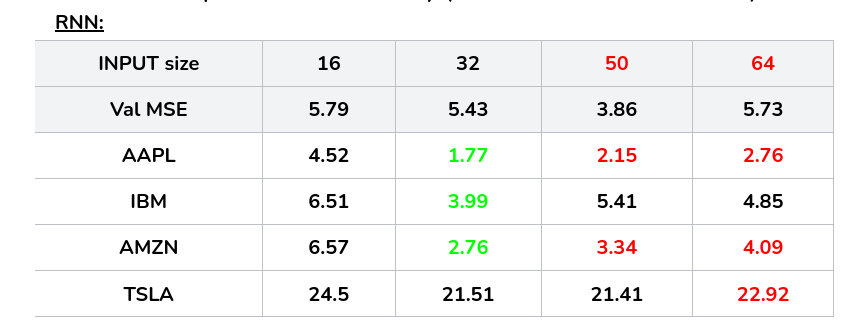 RNN:
INPUT size 16 32 50 64
Val MSE 5.79 5.43 3.86 5.73
AAPL 4.52 1.77 2.15 2.76
IBM 6.51 3.99 5.41 4.85
AMZN 6.57 2.76 3.34 4.09
TSLA 24.5 21.51 21.41 22.92